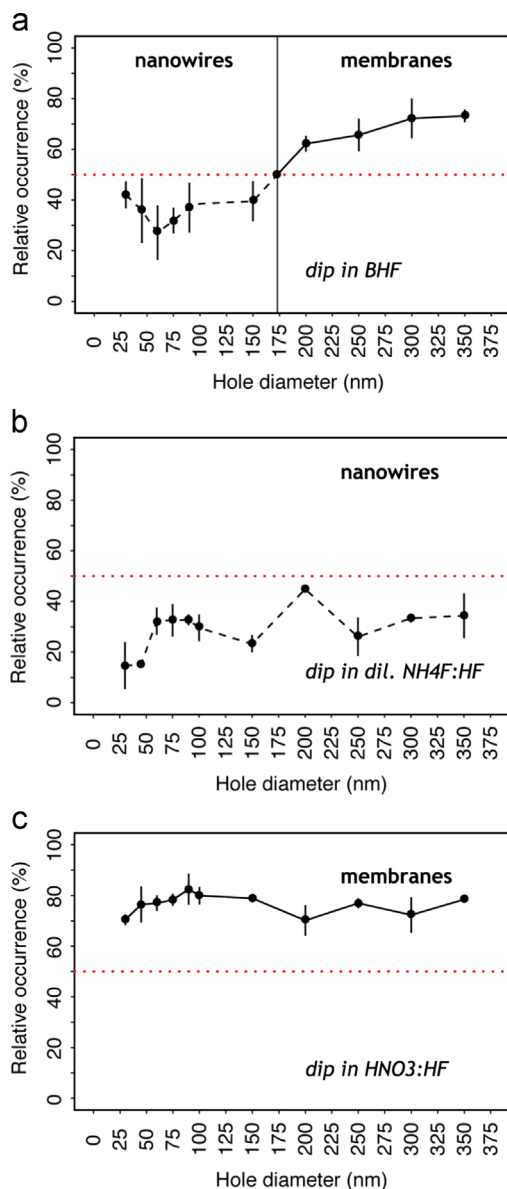 a
nanowires membranes
Relative occurrence (%)
0 20 40 60 80 100
dip in BHF
0 25 50 75 100 125 150 175 200 225 250 275 300 325 350 375
Hole diameter (nm)
b
nanowires
Relative occurrence (%)
0 20 40 60 80 100
dip in dil. NH4F:HF
0 25 50 75 100 125 150 175 200 225 250 275 300 325 350 375
Hole diameter (nm)
c
membranes
Relative occurrence (%)
0 20 40 60 80 100
dip in HNO3:HF
0 25 50 75 100 125 150 175 200 225 250 275 300 325 350 375
Hole diameter (nm)